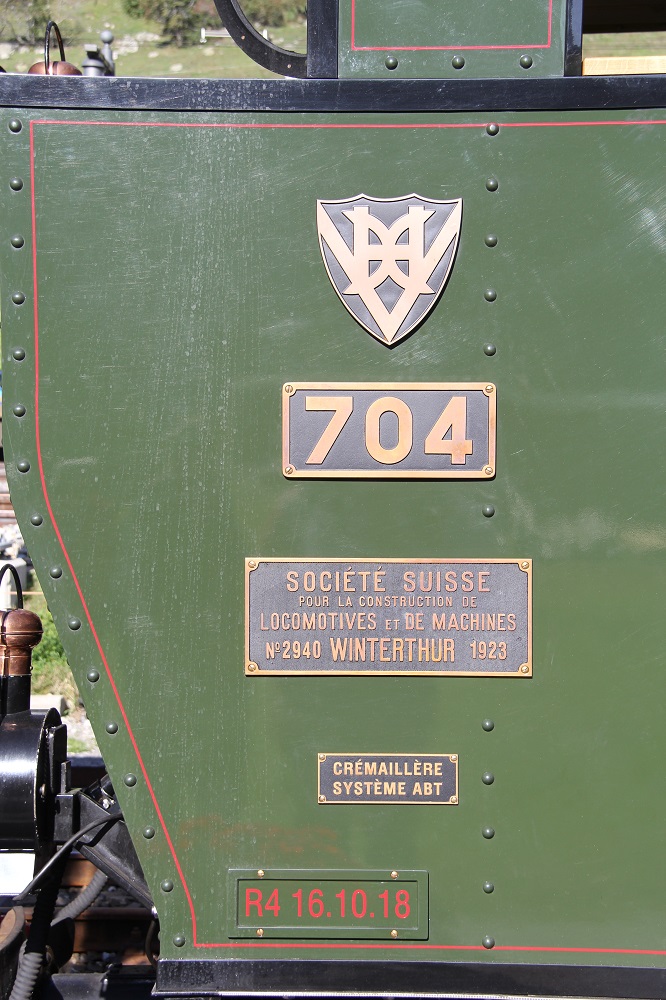 704
SOCIÉTÉ SUISSE
POUR LA CONSTRUCTION DE
LOCOMOTIVES ET DE MACHINES
Nº2940 WINTERTHUR 1923
CRÉMAILLÈRE
SYSTÈME ABT
R4 16.10.18